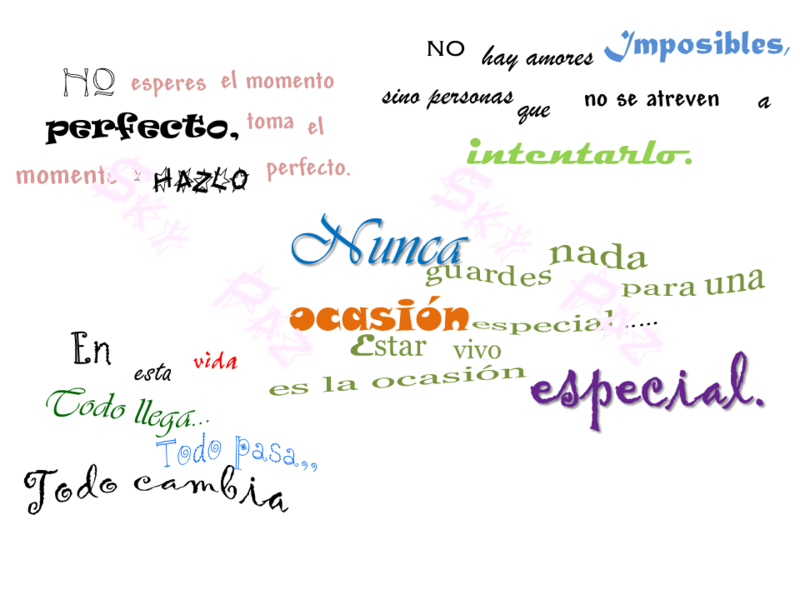 NO esperes el momento
perfecto, toma el
momento y HAZLO perfecto.
NO hay amores Imposibles,
sino personas que no se atreven a
intentarlo.
Nunca guardes nada para una
ocasión especial.....
Estar vivo
es la ocasión especial.
En esta vida
Todo llega...
Todo pasa,,
Todo cambia
Sky
Paz
Sky
Paz